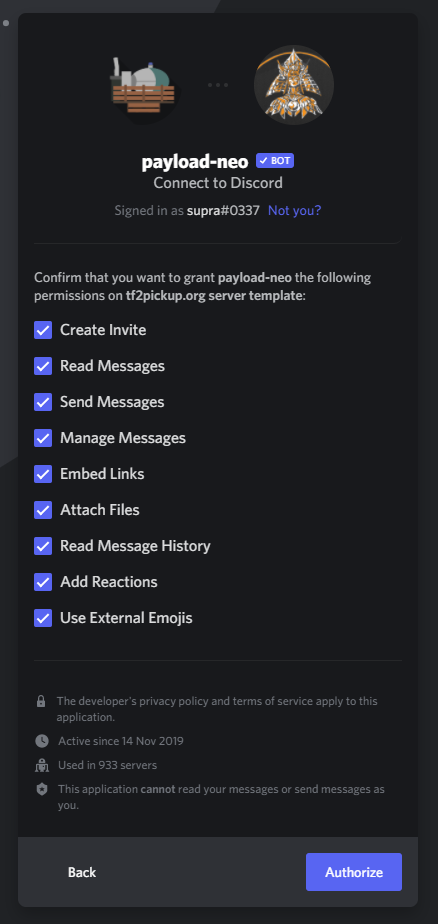 payload-neo BOT
Connect to Discord
Signed in as supra#0337 Not you?
Confirm that you want to grant payload-neo the following
permissions on tf2pickup.org server template:
Create Invite
Read Messages
Send Messages
Manage Messages
Embed Links
Attach Files
Read Message History
Add Reactions
Use External Emojis
The developer's privacy policy and terms of service apply to this
application.
Active since 14 Nov 2019
Used in 933 servers
This application cannot read your messages or send messages as
you.
Back
Authorize